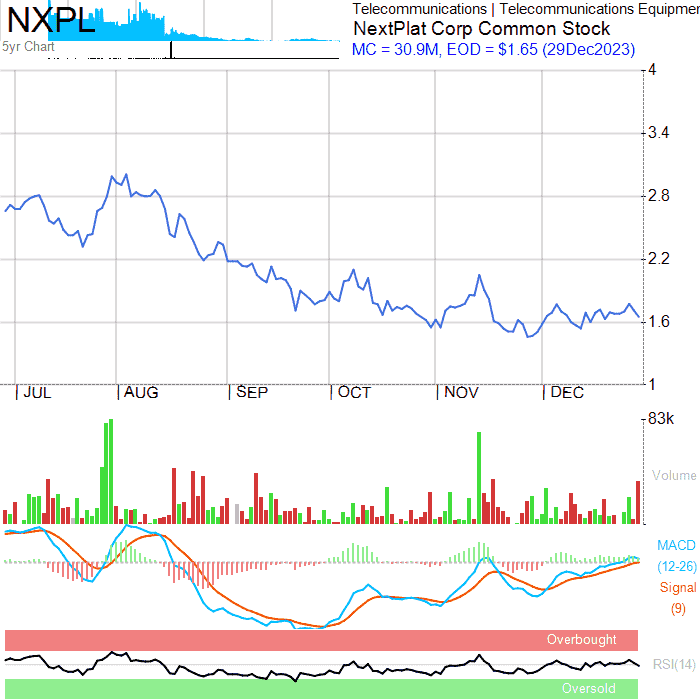 NXPL
5yr Chart
Telecommunications | Telecommunications Equipmen
NextPlat Corp Common Stock
MC = 30.9M, EOD = $1.65 (29Dec2023)
4
3.4
2.8
2.2
1.6
1
JUL AUG SEP OCT NOV DEC
83k
Volume
MACD
(12-26)
Signal
(9)
Overbought
RSI(14)
Oversold